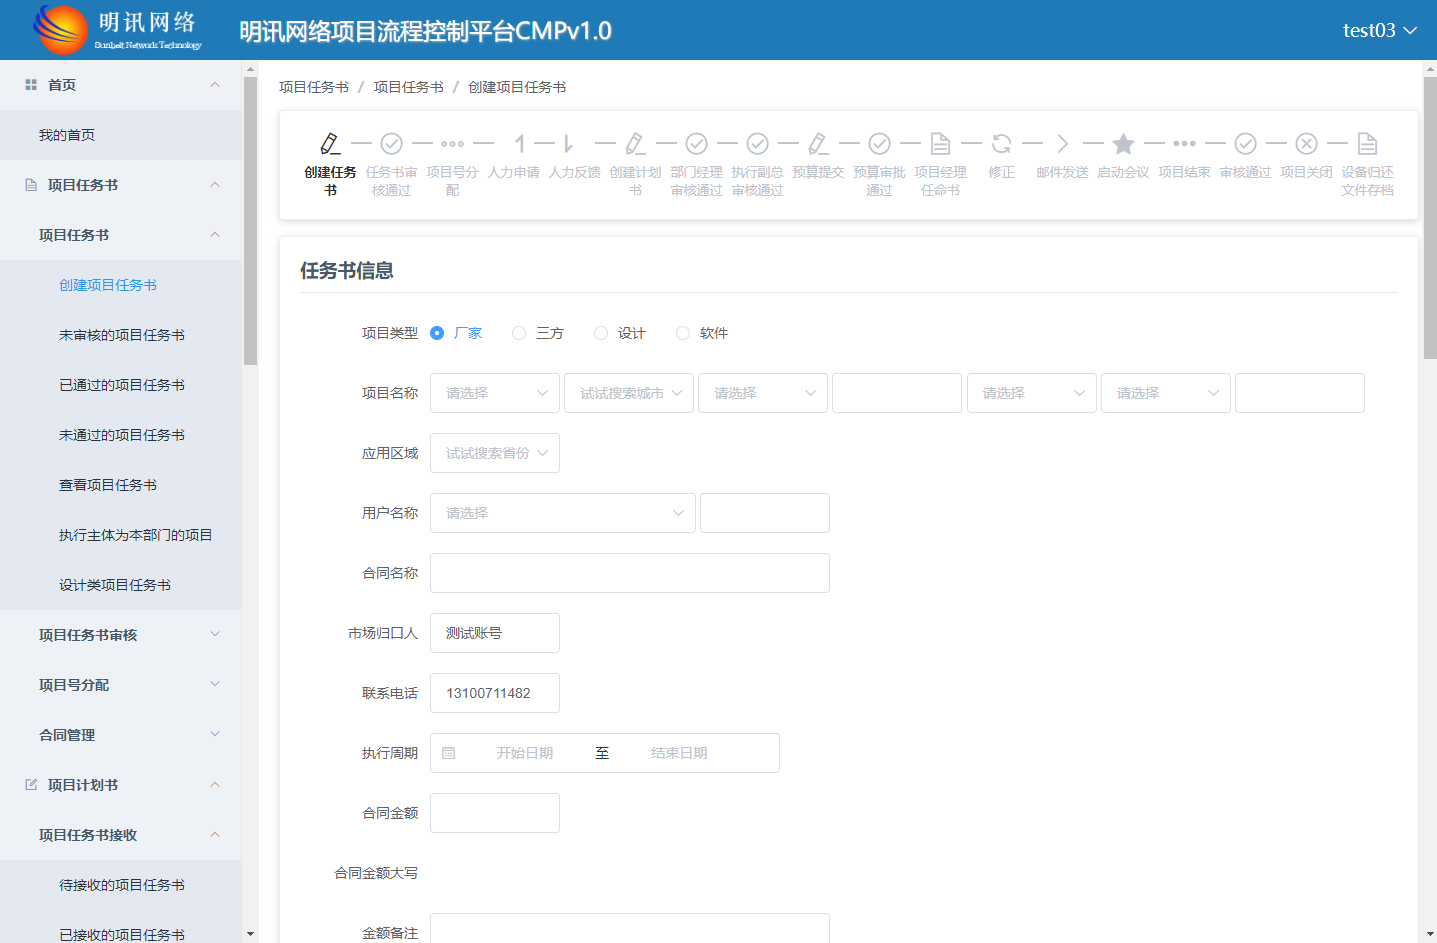 明讯网络
Sunbelt Network Technology
明讯网络项目流程控制平台CMPv1.0
test03
首页
我的首页
项目任务书
项目任务书
创建项目任务书
未审核的项目任务书
已通过的项目任务书
未通过的项目任务书
查看项目任务书
执行主体为本部门的项目
设计类项目任务书
项目任务书审核
项目号分配
合同管理
项目计划书
项目任务书接收
待接收的项目任务书
已接收的项目任务书
项目任务书 / 项目任务书 / 创建项目任务书
创建任务
书
任务书审
核通过
项目号分
配
人力申请
人力反馈
创建计划
书
部门经理
审核通过
执行副总
审核通过
预算提交
预算审批
通过
项目经理
任命书
修正
邮件发送
启动会议
项目结束
审核通过
项目关闭
设备归还
文件存档
任务书信息
项目类型 厂家 三方 设计 软件
项目名称 请选择 试试搜索城市 请选择 请选择 请选择
应用区域 试试搜索省份
用户名称 请选择
合同名称
市场归口人 测试账号
联系电话 13100711482
执行周期 开始日期 至 结束日期
合同金额
合同金额大写
金额备注